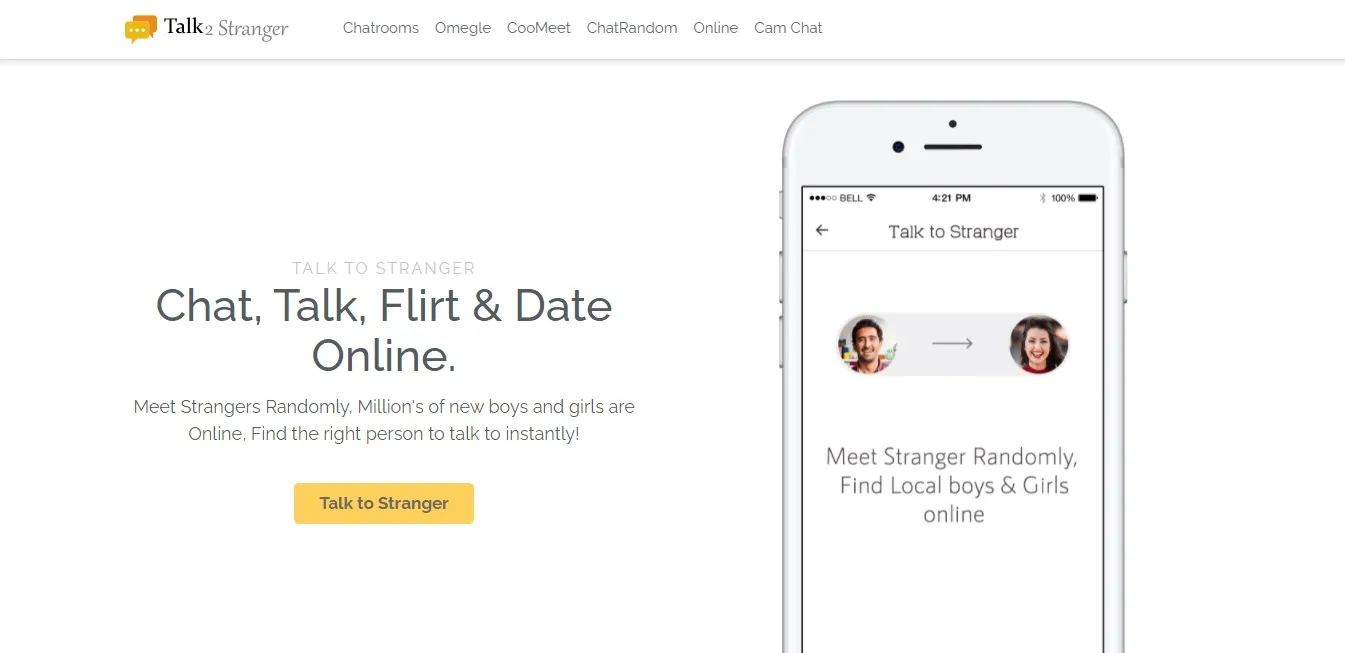 Talk2 Stranger
Chatrooms Omegle CooMeet ChatRandom Online Cam Chat
TALK TO STRANGER
Chat, Talk, Flirt & Date
Online.
Meet Strangers Randomly, Million's of new boys and girls are
Online, Find the right person to talk to instantly!
Talk to Stranger
BELL 4:21 PM 100%
Talk to Stranger
Meet Stranger Randomly,
Find Local boys & Girls
online